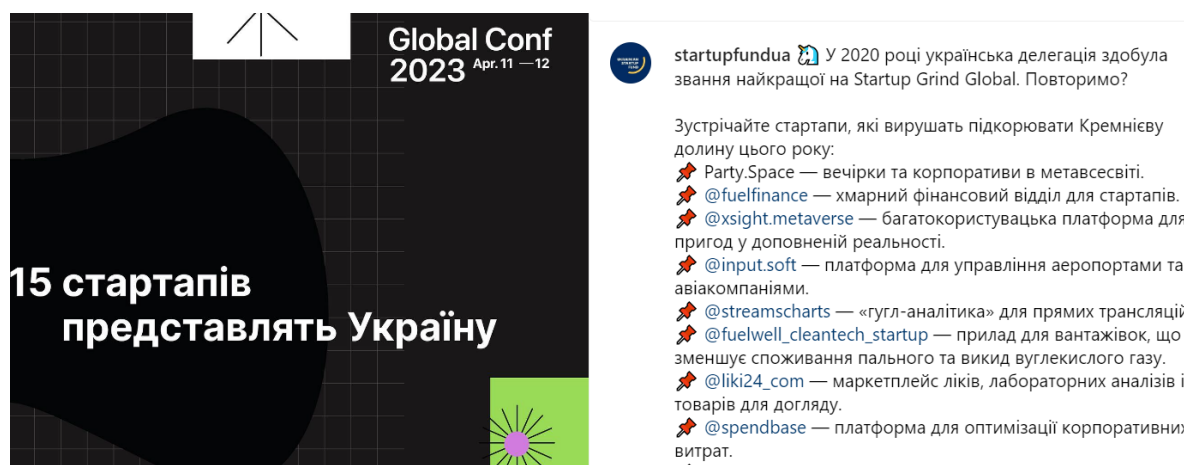 Global Conf
2023 Apr. 11 — 12
15 стартапів
представлять Україну
startupfundua 🦄 У 2020 році українська делегація здобула
звання найкращої на Startup Grind Global. Повторимо?
Зустрічайте стартапи, які вирушать підкорювати Кремнієву
долину цього року:
📌 Party.Space — вечірки та корпоративи в метавсесвіті.
📌 @fuelfinance — хмарний фінансовий відділ для стартапів.
📌 @xsight.metaverse — багатокористувацька платформа для
пригод у доповненій реальності.
📌 @input.soft — платформа для управління аеропортами та
авіакомпаніями.
📌 @streamscharts — «гугл-аналітика» для прямих трансляцій
📌 @fuelwell_cleantech_startup — прилад для вантажівок, що
зменшує споживання пального та викид вуглекислого газу.
📌 @liki24_com — маркетплейс ліків, лабораторних аналізів і
товарів для догляду.
📌 @spendbase — платформа для оптимізації корпоративних
витрат.